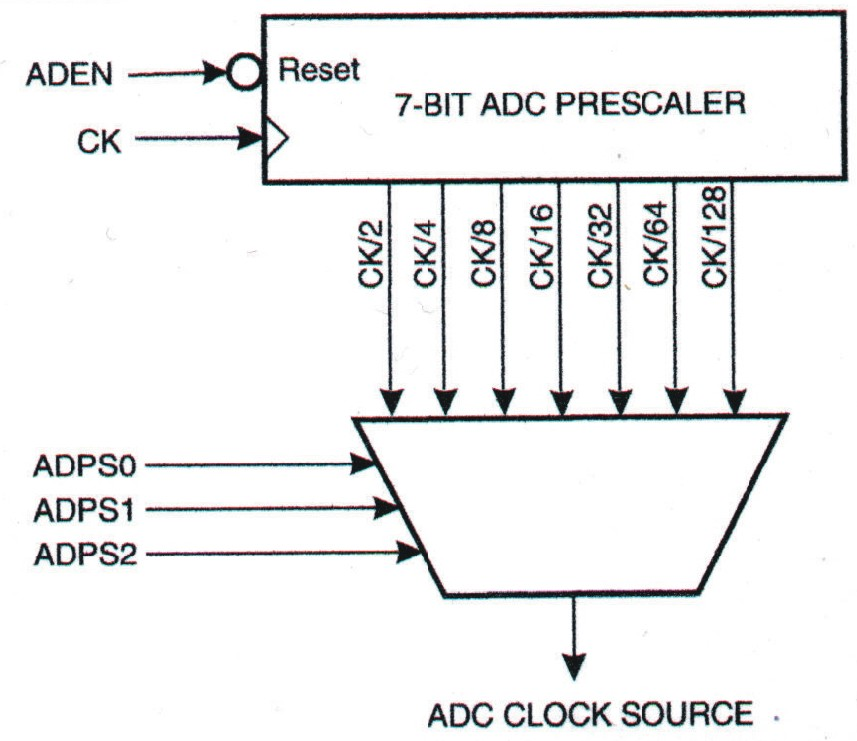 ADEN
Reset
7-BIT ADC PRESCALER
CK
CK/2
CK/4
CK/8
CK/16
CK/32
CK/64
CK/128
ADPS0
ADPS1
ADPS2
ADC CLOCK SOURCE